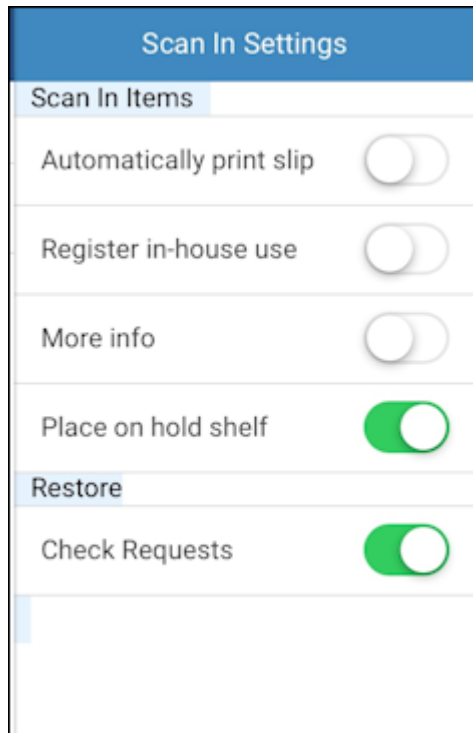 Scan In Settings
Scan In Items
Automatically print slip
Register in-house use
More info
Place on hold shelf
Restore
Check Requests